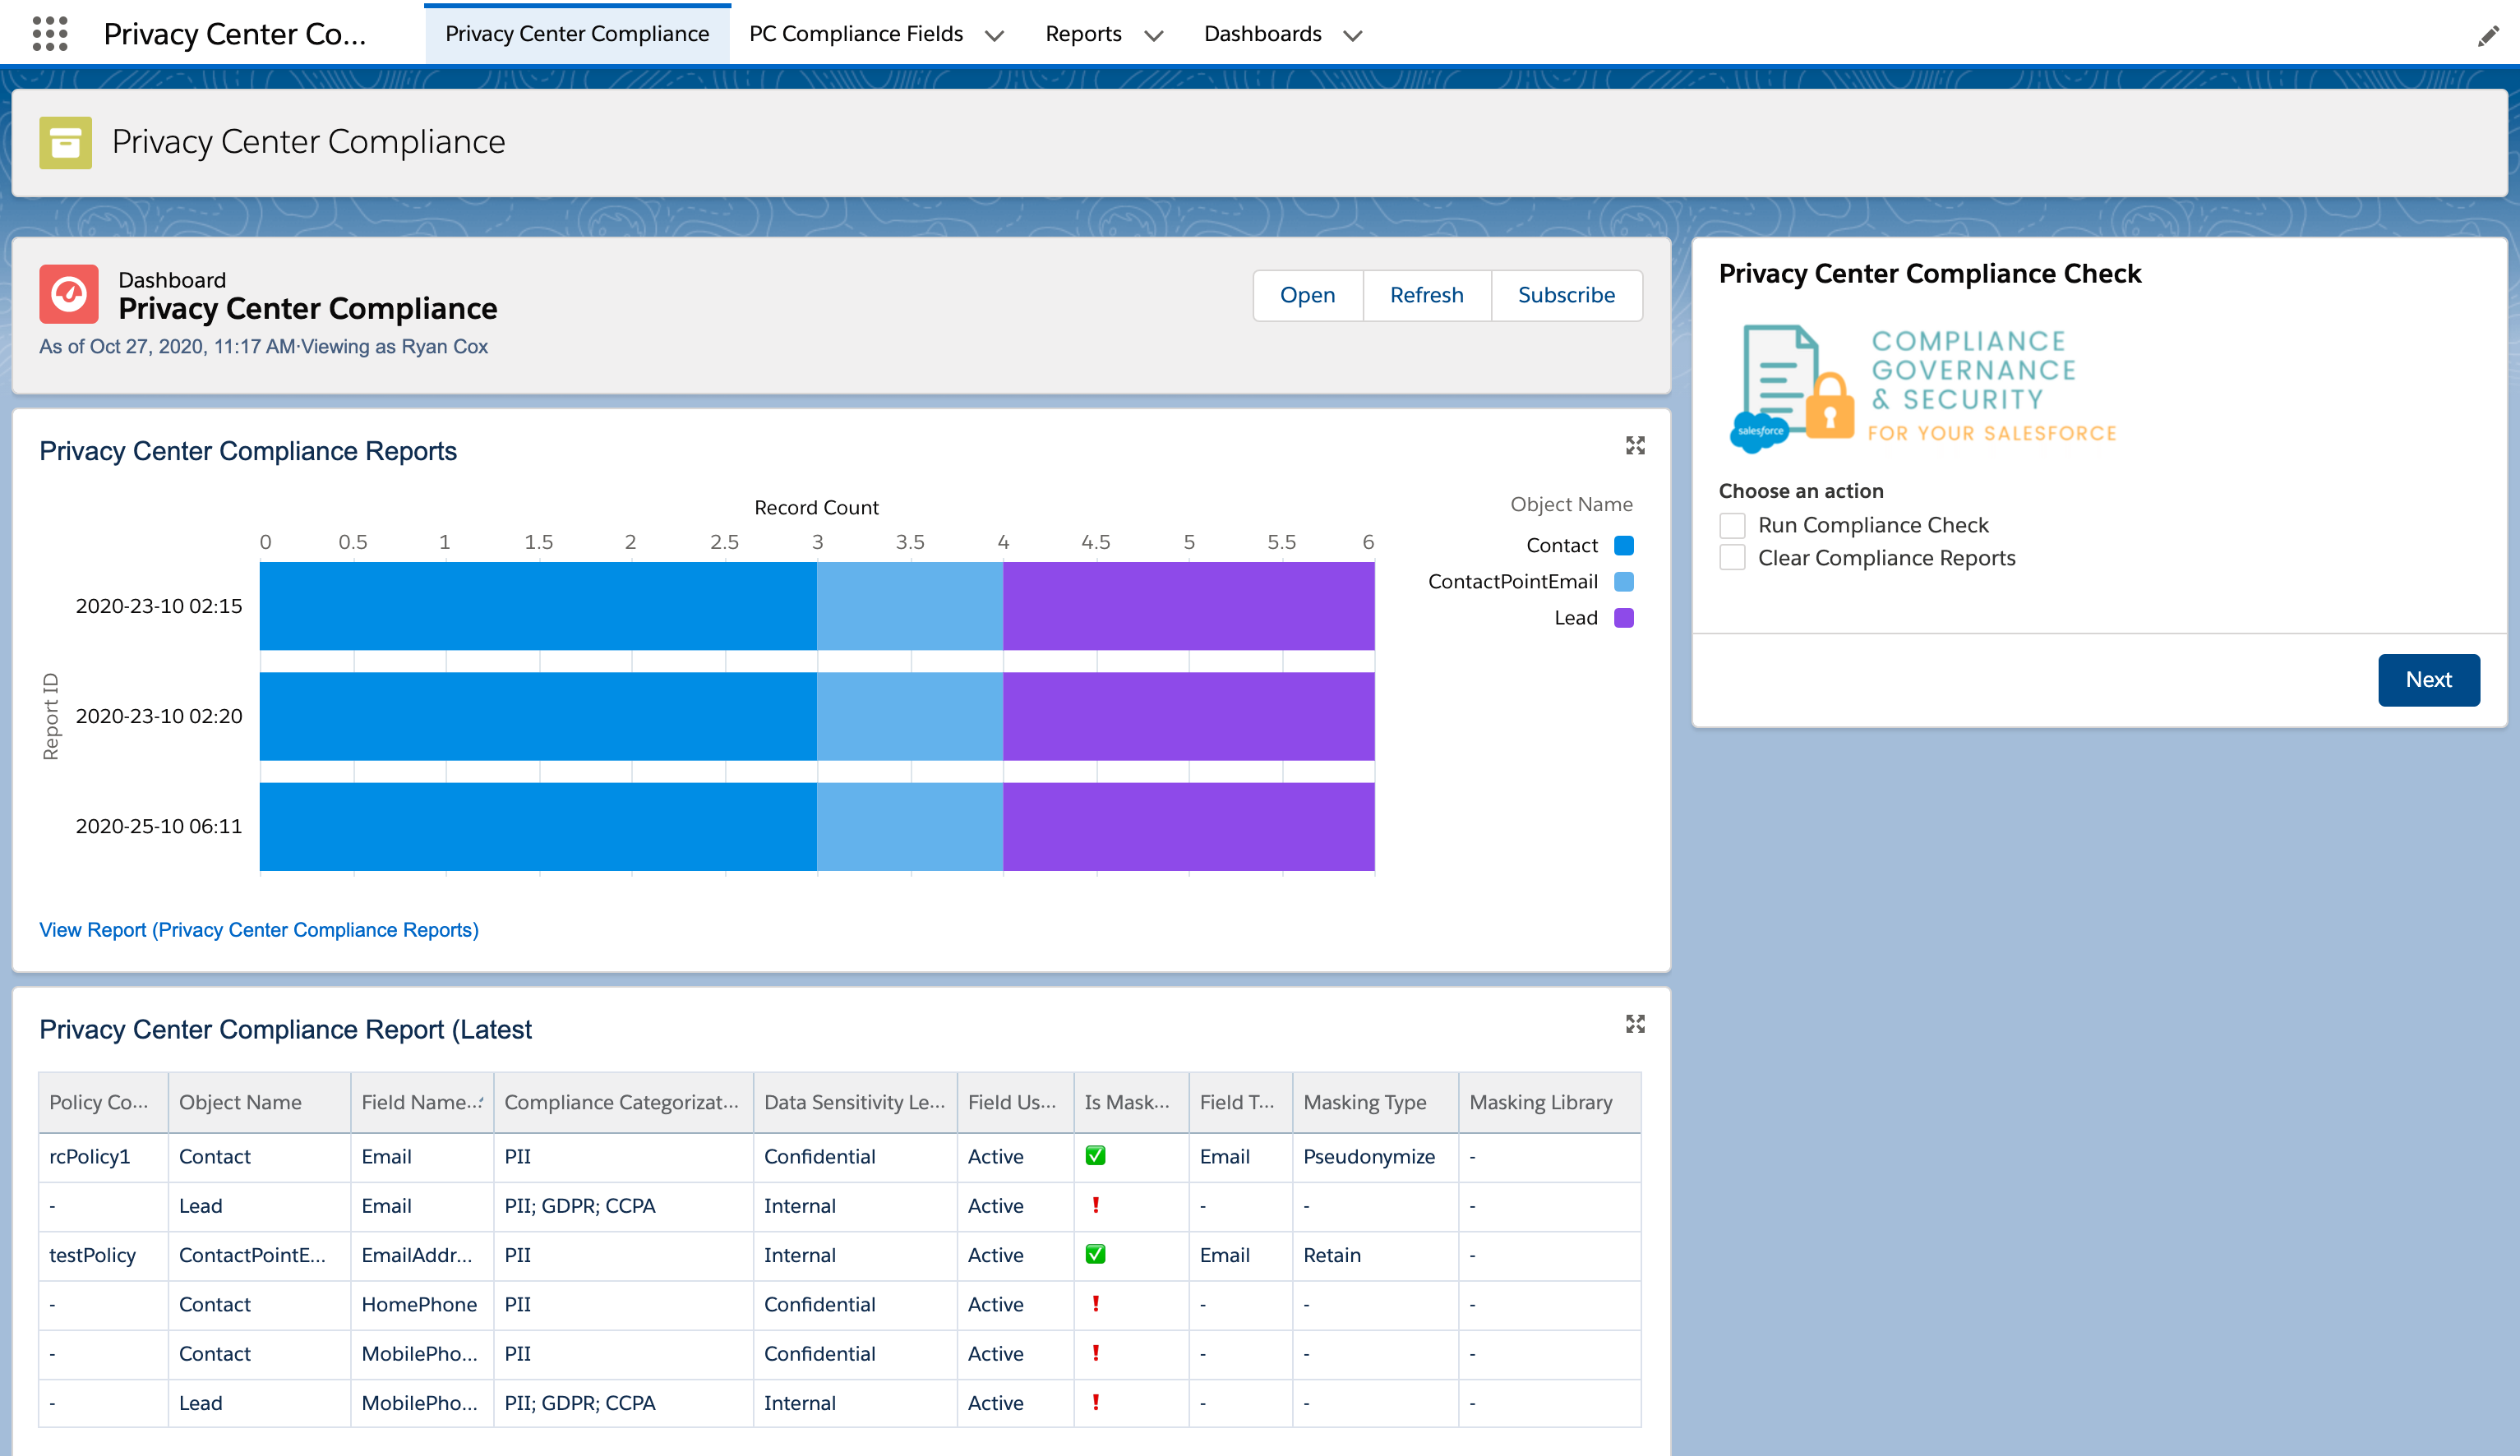 Privacy Center Co...
Privacy Center Compliance
PC Compliance Fields
Reports
Dashboards
Privacy Center Compliance
Dashboard
Privacy Center Compliance
As of Oct 27, 2020, 11:17 AM·Viewing as Ryan Cox
Open
Refresh
Subscribe
Privacy Center Compliance Reports
Record Count
0 0.5 1 1.5 2 2.5 3 3.5 4 4.5 5 5.5 6
Report ID
2020-23-10 02:15
2020-23-10 02:20
2020-25-10 06:11
Object Name
Contact
ContactPointEmail
Lead
View Report (Privacy Center Compliance Reports)
Privacy Center Compliance Report (Latest
Policy Co... Object Name Field Name... Compliance Categorizat... Data Sensitivity Le... Field Us... Is Mask... Field T... Masking Type Masking Library
rcPolicy1 Contact Email PII Confidential Active ✅ Email Pseudonymize -
- Lead Email PII; GDPR; CCPA Internal Active ❗ - - -
testPolicy ContactPointE... EmailAddr... PII Internal Active ✅ Email Retain -
- Contact HomePhone PII Confidential Active ❗ - - -
- Contact MobilePho... PII Confidential Active ❗ - - -
- Lead MobilePho... PII; GDPR; CCPA Internal Active ❗ - - -
Privacy Center Compliance Check
salesforce
COMPLIANCE
GOVERNANCE
& SECURITY
FOR YOUR SALESFORCE
Choose an action
Run Compliance Check
Clear Compliance Reports
Next